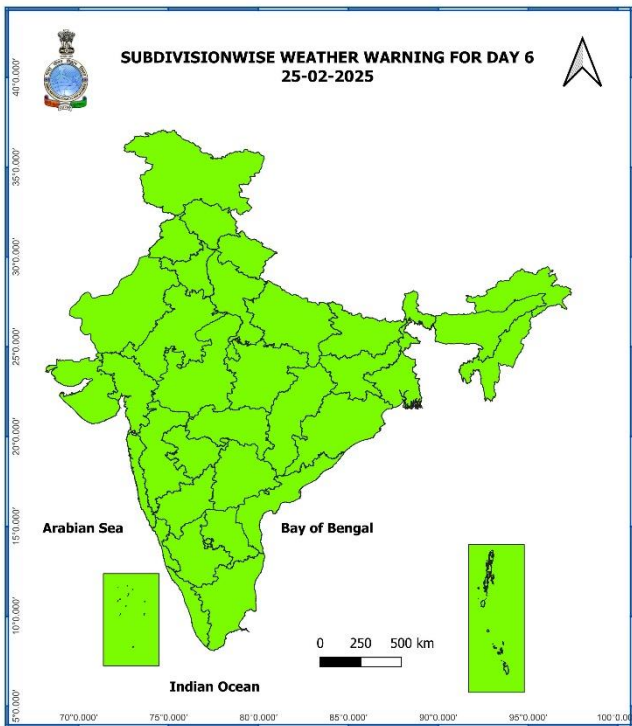 SUBDIVISIONWISE WEATHER WARNING FOR DAY 6
25-02-2025
40°0.000'
35°0.000'
30°0.000'
25°0.000'
20°0.000'
15°0.000'
10°0.000'
5°0.000'
Arabian Sea
Bay of Bengal
0 250 500 km
Indian Ocean
70°0.000' 75°0.000' 80°0.000' 85°0.000' 90°0.000' 95°0.000' 100°0.0